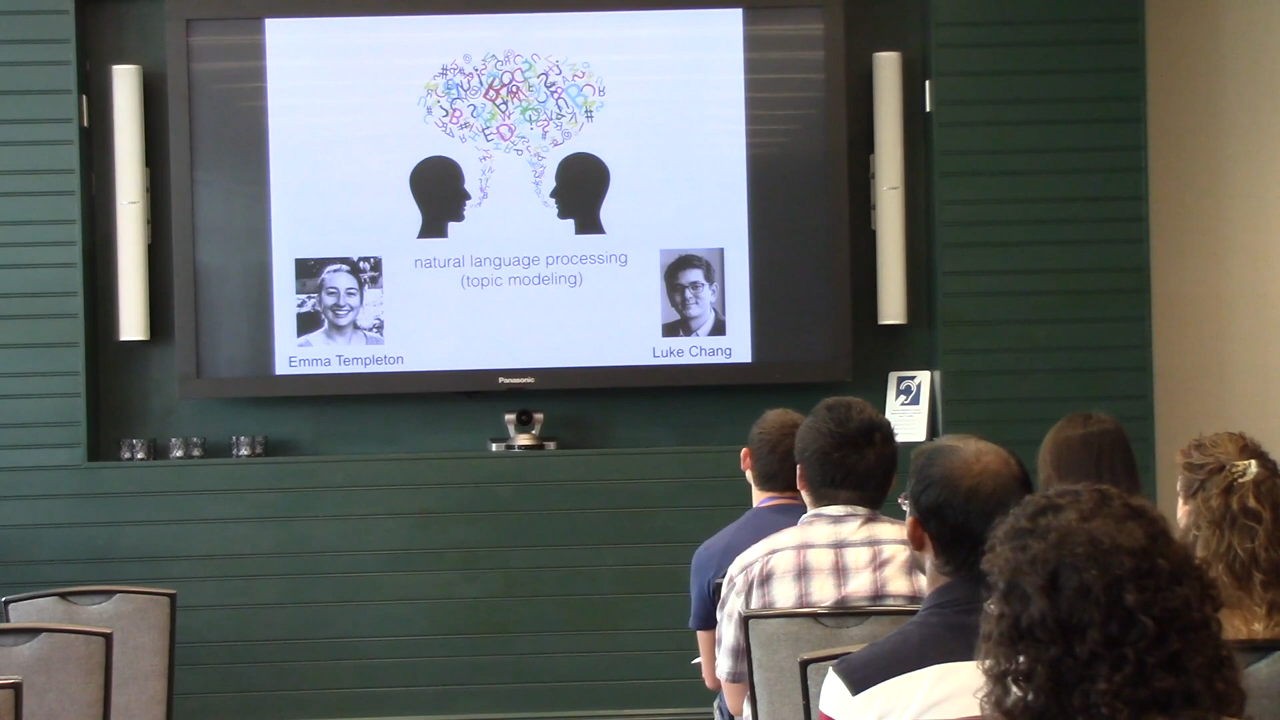 natural language processing
(topic modeling)
Emma Templeton
Luke Chang
Panasonic